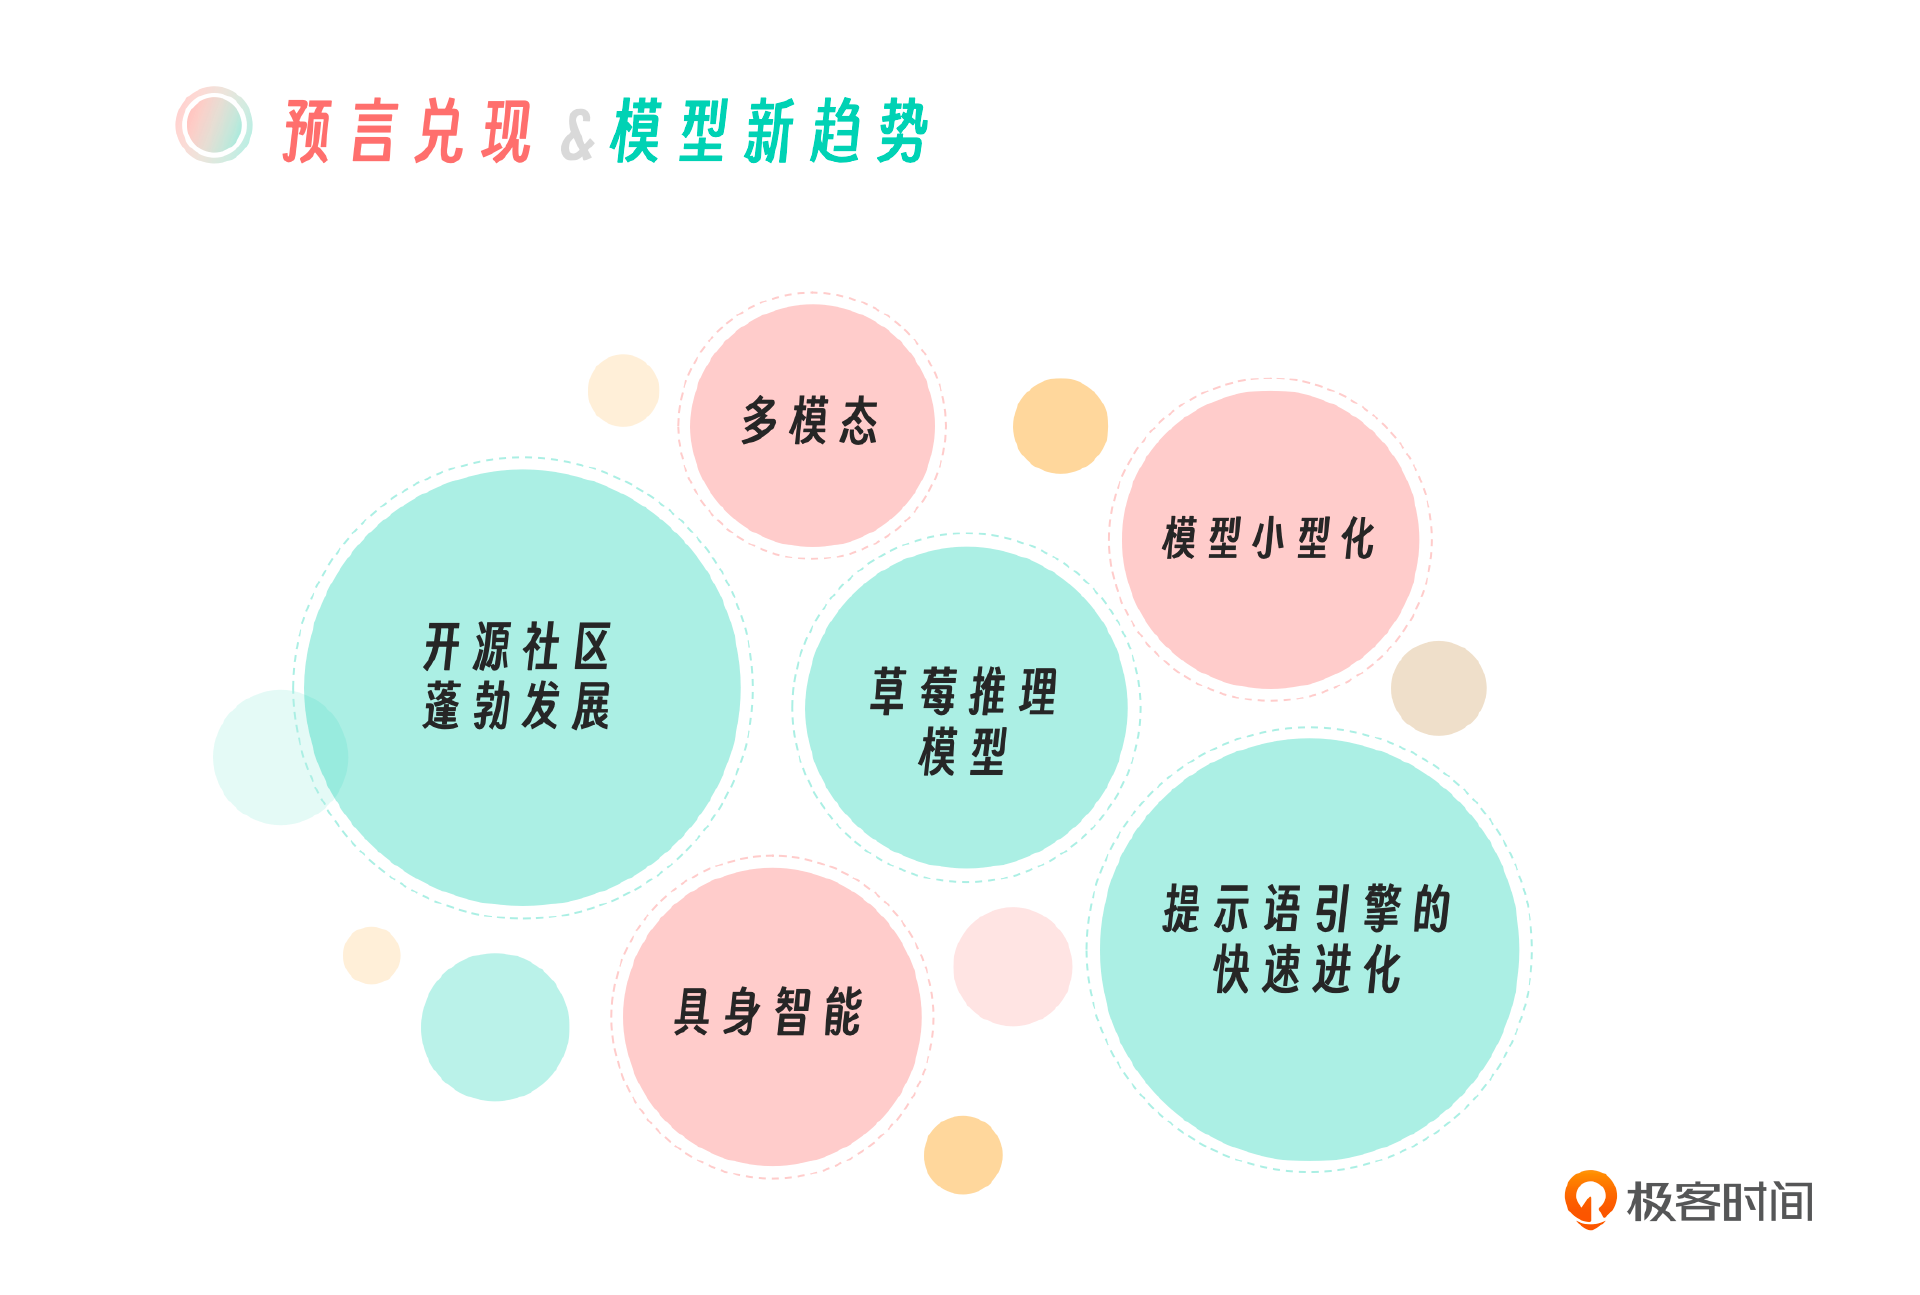 预言兑现&模型新趋势
多模态
模型小型化
开源社区
蓬勃发展
草莓推理
模型
提示语引擎的
快速进化
具身智能
极客时间